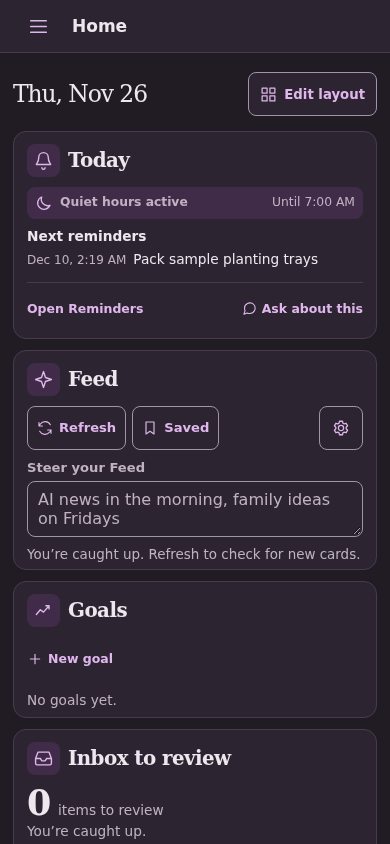 Home
Thu, Nov 26
Edit layout
Today
Quiet hours active
Until 7:00 AM
Next reminders
Dec 10, 2:19 AM Pack sample planting trays
Open Reminders
Ask about this
Feed
Refresh
Saved
Steer your Feed
AI news in the morning, family ideas
on Fridays
You’re caught up. Refresh to check for new cards.
Goals
New goal
No goals yet.
Inbox to review
0 items to review
You’re caught up.